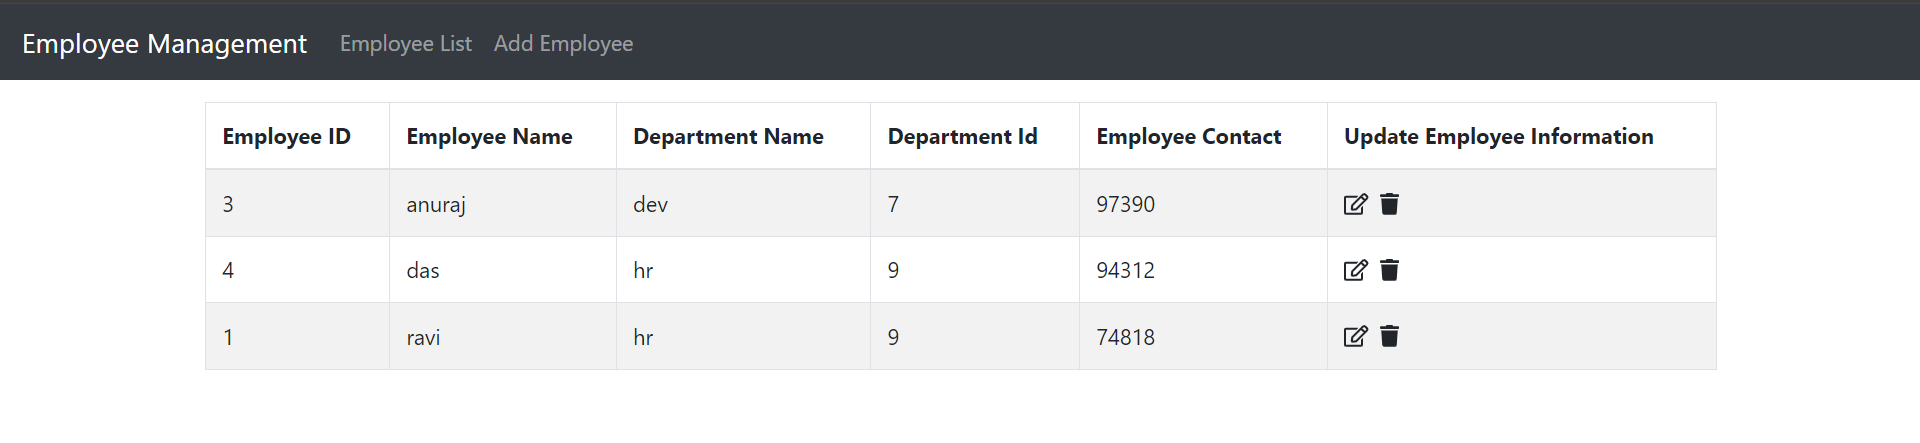 Employee Management Employee List Add Employee
Employee ID Employee Name Department Name Department Id Employee Contact Update Employee Information
3 anuraj dev 7 97390
4 das hr 9 94312
1 ravi hr 9 74818